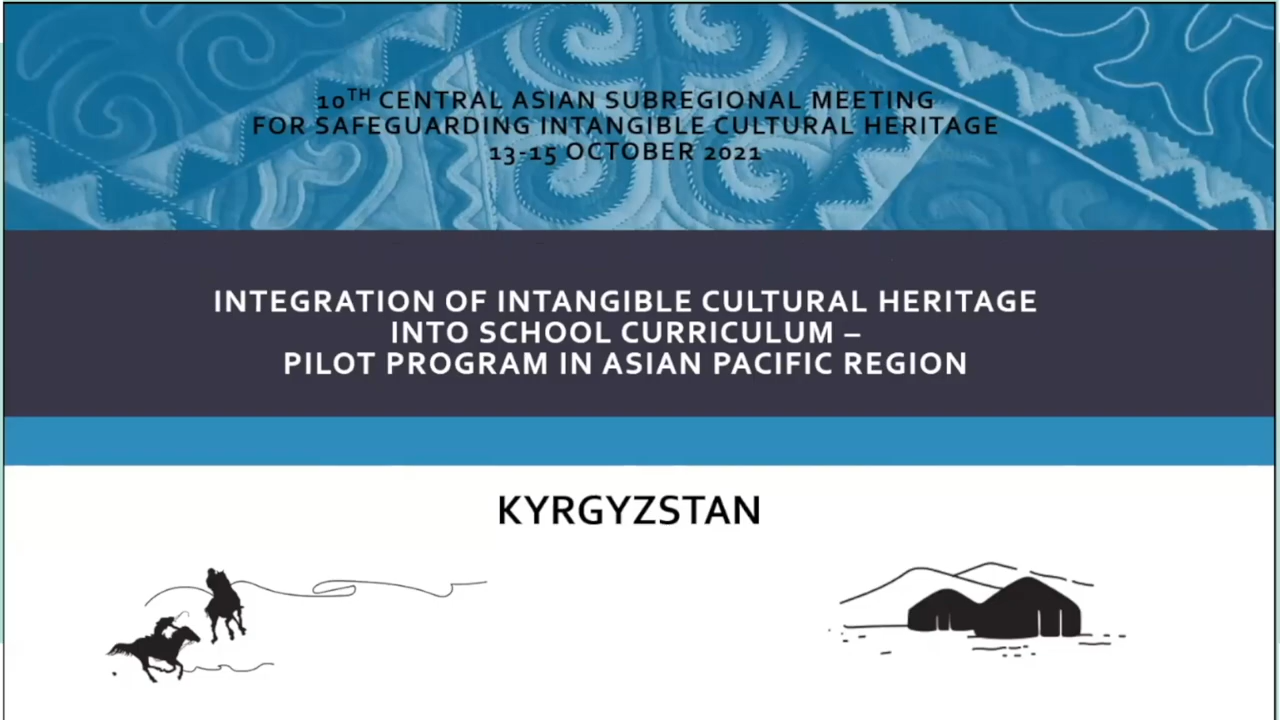 10TH CENTRAL ASIAN SUBREGIONAL MEETING
FOR SAFEGUARDING INTANGIBLE CULTURAL HERITAGE
13-15 OCTOBER 2021
INTEGRATION OF INTANGIBLE CULTURAL HERITAGE
INTO SCHOOL CURRICULUM –
PILOT PROGRAM IN ASIAN PACIFIC REGION
KYRGYZSTAN